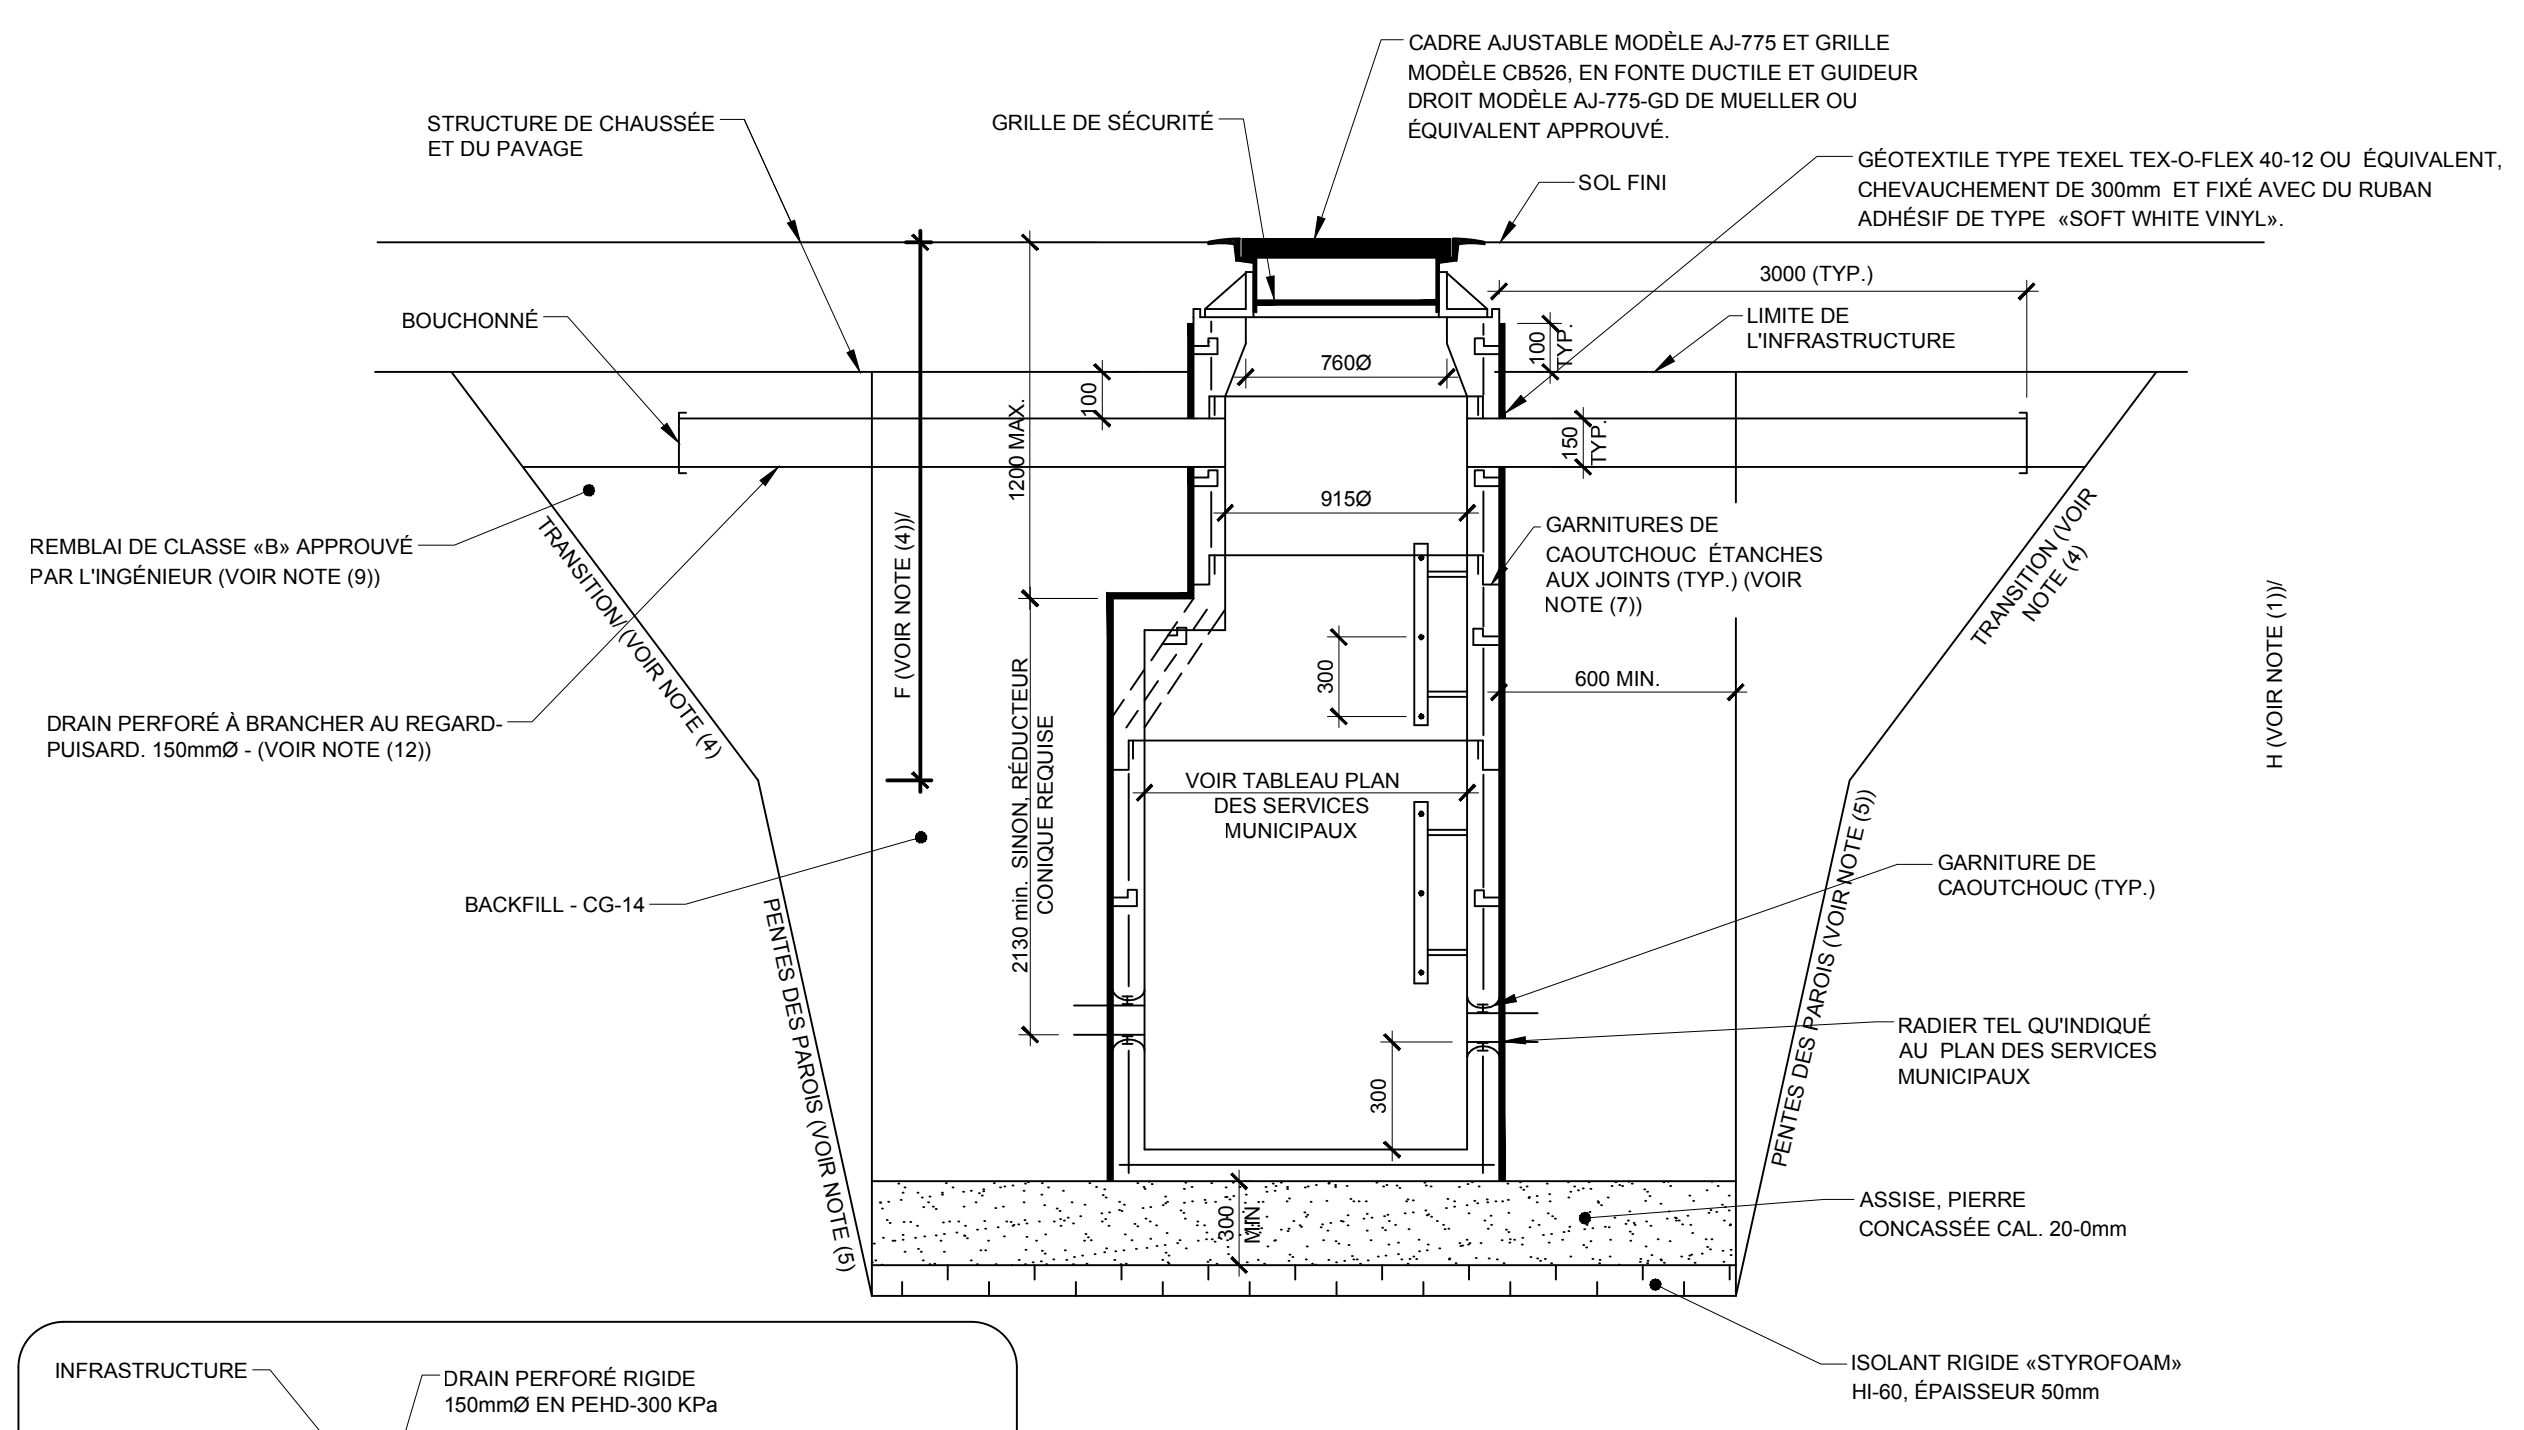 CADRE AJUSTABLE MODÈLE AJ-775 ET GRILLE
MODÈLE CB526, EN FONTE DUCTILE ET GUIDEUR
DROIT MODÈLE AJ-775-GD DE MUELLER OU
ÉQUIVALENT APPROUVÉ.
STRUCTURE DE CHAUSSÉE
ET DU PAVAGE
GRILLE DE SÉCURITÉ
GÉOTEXTILE TYPE TEXEL TEX-O-FLEX 40-12 OU ÉQUIVALENT,
CHEVAUCHEMENT DE 300mm ET FIXÉ AVEC DU RUBAN
ADHÉSIF DE TYPE «SOFT WHITE VINYL».
SOL FINI
3000 (TYP.)
BOUCHONNÉ
LIMITE DE
L'INFRASTRUCTURE
100
TYP.
760Ø
100
1200 MAX.
150
TYP.
915Ø
REMBLAI DE CLASSE «B» APPROUVÉ
PAR L'INGÉNIEUR (VOIR NOTE (9))
TRANSITION/(VOIR NOTE (4)
F (VOIR NOTE (4))/
GARNITURES DE
CAOUTCHOUC ÉTANCHES
AUX JOINTS (TYP.) (VOIR
NOTE (7))
TRANSITION (VOIR
NOTE (4)
H (VOIR NOTE (1))/
300
600 MIN.
DRAIN PERFORÉ À BRANCHER AU REGARD-
PUISARD. 150mmØ - (VOIR NOTE (12))
2130 min. SINON, RÉDUCTEUR
CONIQUE REQUISE
VOIR TABLEAU PLAN
DES SERVICES
MUNICIPAUX
BACKFILL - CG-14
PENTES DES PAROIS (VOIR NOTE (5)
PENTES DES PAROIS (VOIR NOTE (5))
GARNITURE DE
CAOUTCHOUC (TYP.)
RADIER TEL QU'INDIQUÉ
AU PLAN DES SERVICES
MUNICIPAUX
300
300
MIN
ASSISE, PIERRE
CONCASSÉE CAL. 20-0mm
ISOLANT RIGIDE «STYROFOAM»
HI-60, ÉPAISSEUR 50mm
INFRASTRUCTURE
DRAIN PERFORÉ RIGIDE
150mmØ EN PEHD-300 KPa